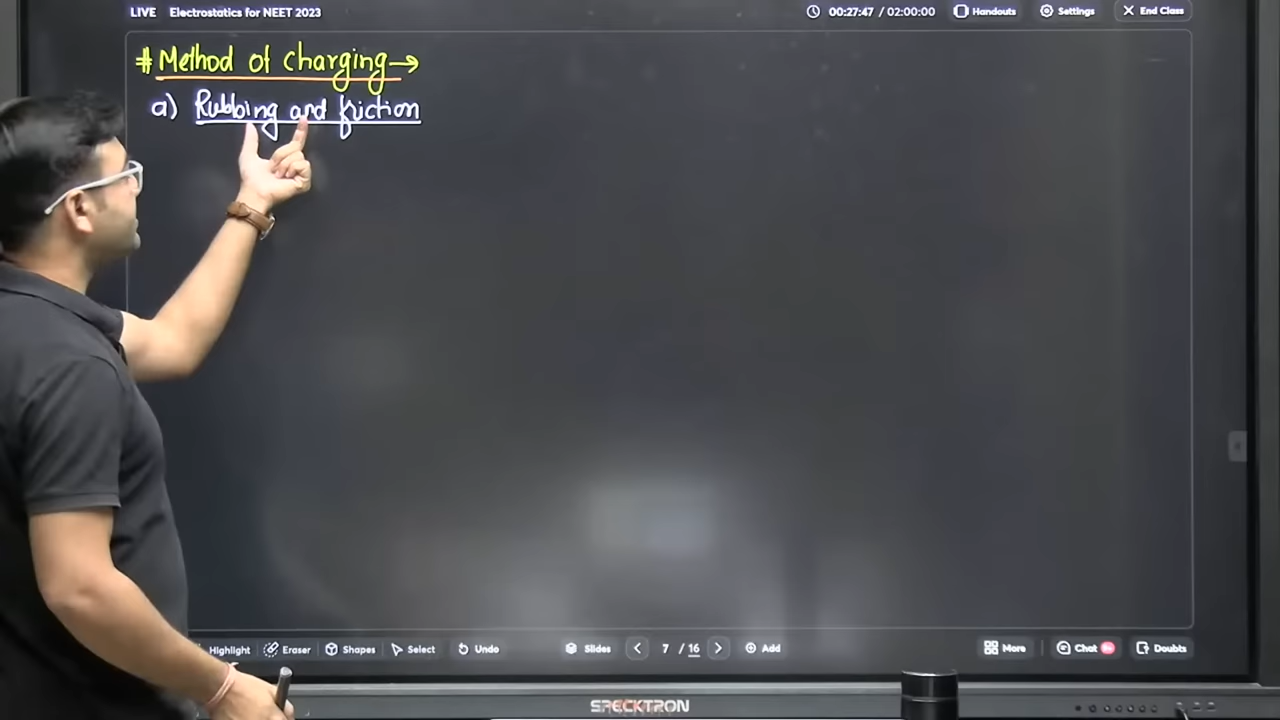 LIVE Electrostatics for NEET 2023 00:27:47 / 02:00:00 Handouts Settings X End Class
# Method of charging →
a) Rubbing and friction
Highlight Eraser Shapes Select Undo Slides < 7 / 16 > Add More Chat Doubts
SPECKTRON